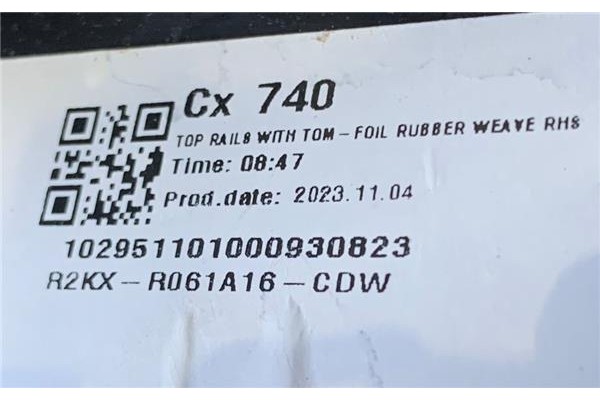 Cx 740
TOP RAILS WITH TOM-FOIL RUBBER WEAVE RHS
Time: 08:47
Prod.date: 2023.11.04
102951101000930823
R2KX-R061A16-CDW